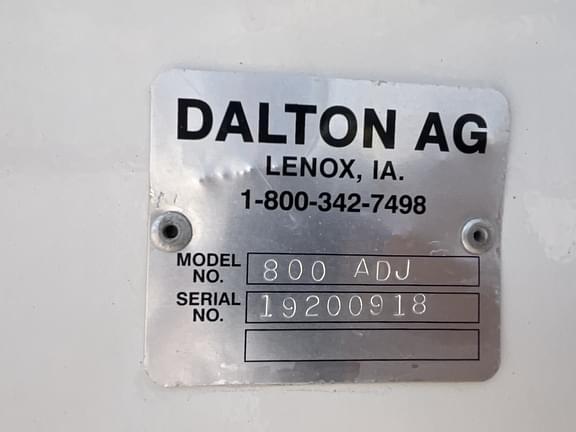 DALTON AG
LENOX, IA.
1-800-342-7498
MODEL NO. 800 ADJ
SERIAL NO. 19200918